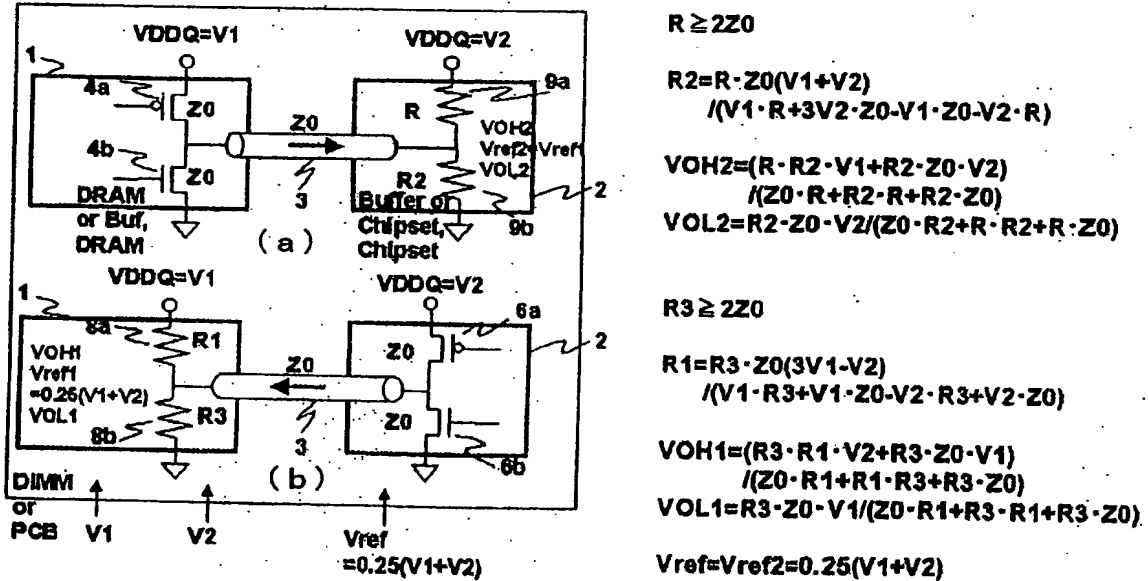 VDDQ=V1
VDDQ=V2
1
4a
Z0
4b
Z0
DRAM
or Buf,
DRAM
Z0
3
(a)
9a
R
VOH2
Vref2=Vref1
VOL2
R2
2
Buffer or
Chipset,
Chipset
9b
VDDQ=V1
VDDQ=V2
1
8a
R1
VOH1
Vref1
=0.25(V1+V2)
VOL1
R3
8b
Z0
3
(b)
6a
Z0
2
Z0
6b
DIMM
or
PCB
V1
V2
Vref
=0.25(V1+V2)
R≧2Z0
R2=R·Z0(V1+V2)
/(V1·R+3V2·Z0-V1·Z0-V2·R)
VOH2=(R·R2·V1+R2·Z0·V2)
/(Z0·R+R2·R+R2·Z0)
VOL2=R2·Z0·V2/(Z0·R2+R·R2+R·Z0)
R3≧2Z0
R1=R3·Z0(3V1-V2)
/(V1·R3+V1·Z0-V2·R3+V2·Z0)
VOH1=(R3·R1·V2+R3·Z0·V1)
/(Z0·R1+R1·R3+R3·Z0)
VOL1=R3·Z0·V1/(Z0·R1+R3·R1+R3·Z0)
Vref=Vref2=0.25(V1+V2)